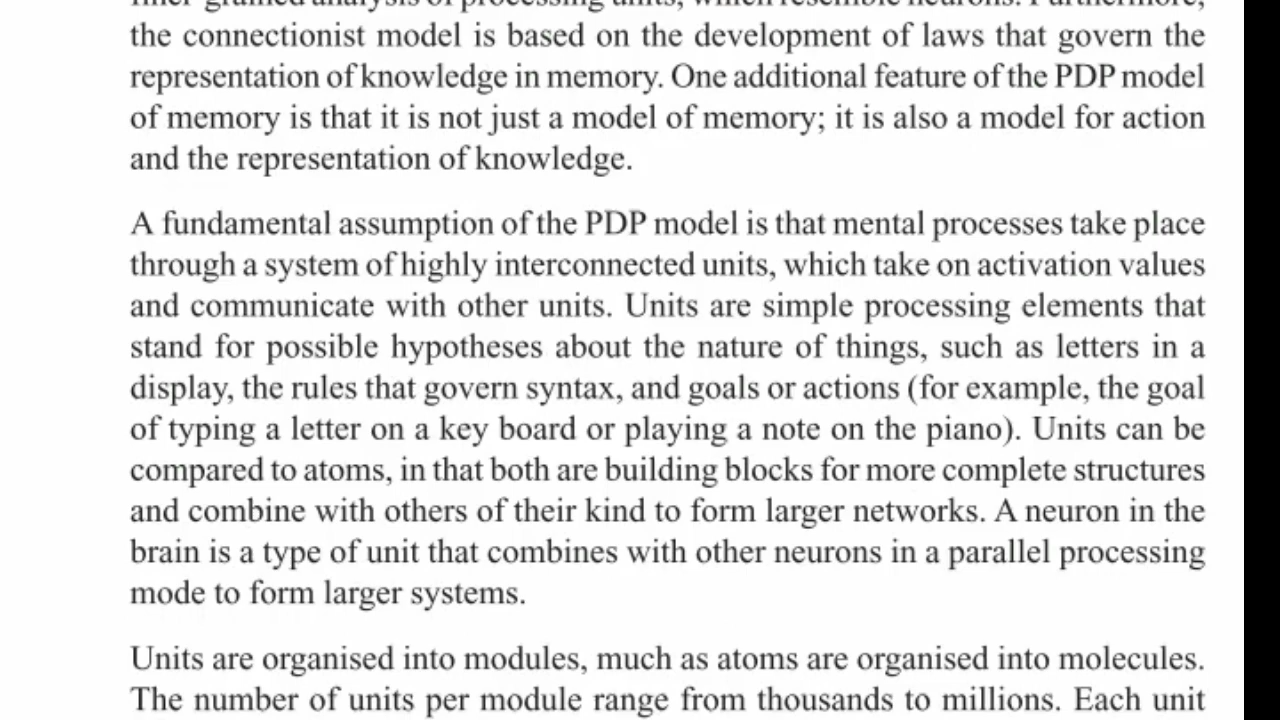 finer-grained analysis of processing units, which resemble neurons. Furthermore,
the connectionist model is based on the development of laws that govern the
representation of knowledge in memory. One additional feature of the PDP model
of memory is that it is not just a model of memory; it is also a model for action
and the representation of knowledge.
A fundamental assumption of the PDP model is that mental processes take place
through a system of highly interconnected units, which take on activation values
and communicate with other units. Units are simple processing elements that
stand for possible hypotheses about the nature of things, such as letters in a
display, the rules that govern syntax, and goals or actions (for example, the goal
of typing a letter on a key board or playing a note on the piano). Units can be
compared to atoms, in that both are building blocks for more complete structures
and combine with others of their kind to form larger networks. A neuron in the
brain is a type of unit that combines with other neurons in a parallel processing
mode to form larger systems.
Units are organised into modules, much as atoms are organised into molecules.
The number of units per module range from thousands to millions. Each unit